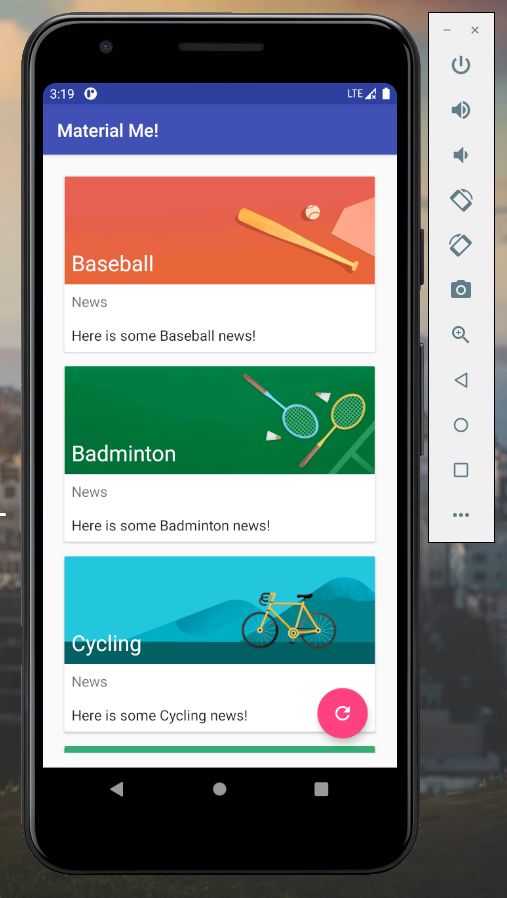 3:19
LTE
Material Me!
Baseball
News
Here is some Baseball news!
Badminton
News
Here is some Badminton news!
Cycling
News
Here is some Cycling news!